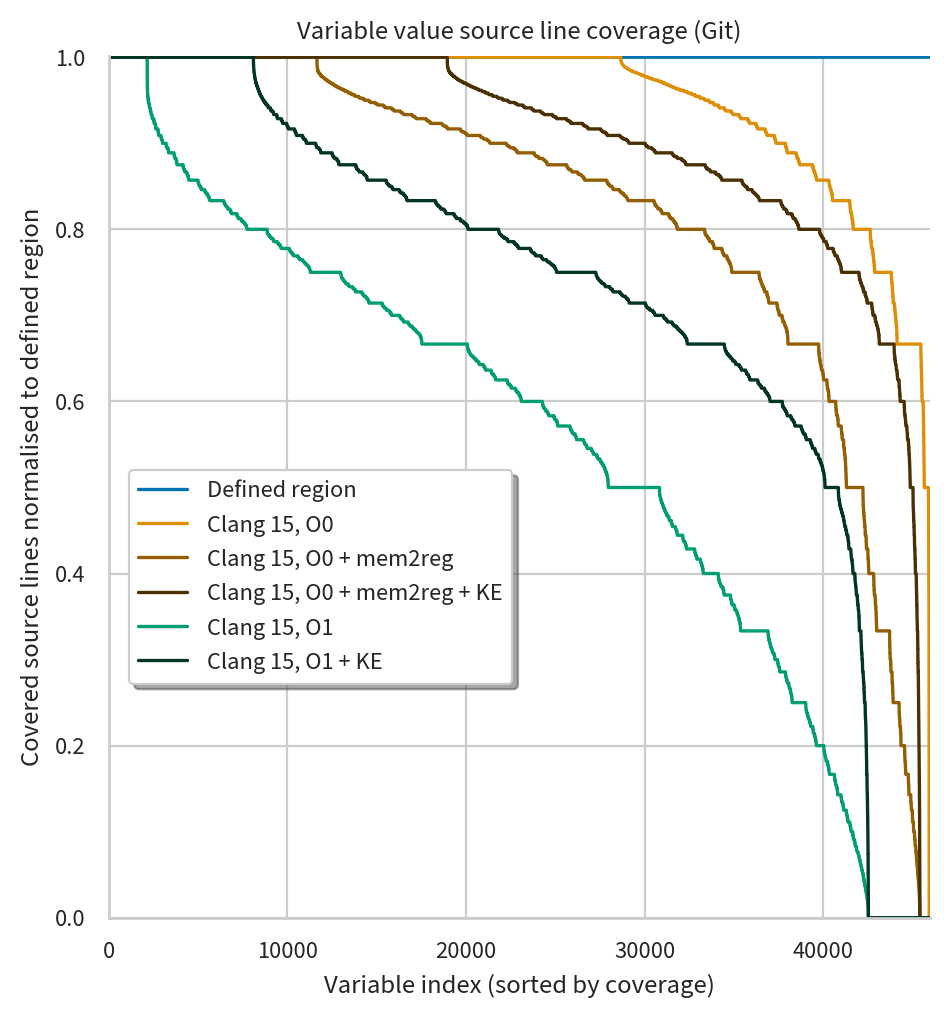 Variable value source line coverage (Git)
1.0
0.8
0.6
0.4
0.2
0.0
Covered source lines normalised to defined region
Defined region
Clang 15, O0
Clang 15, O0 + mem2reg
Clang 15, O0 + mem2reg + KE
Clang 15, O1
Clang 15, O1 + KE
0 10000 20000 30000 40000
Variable index (sorted by coverage)